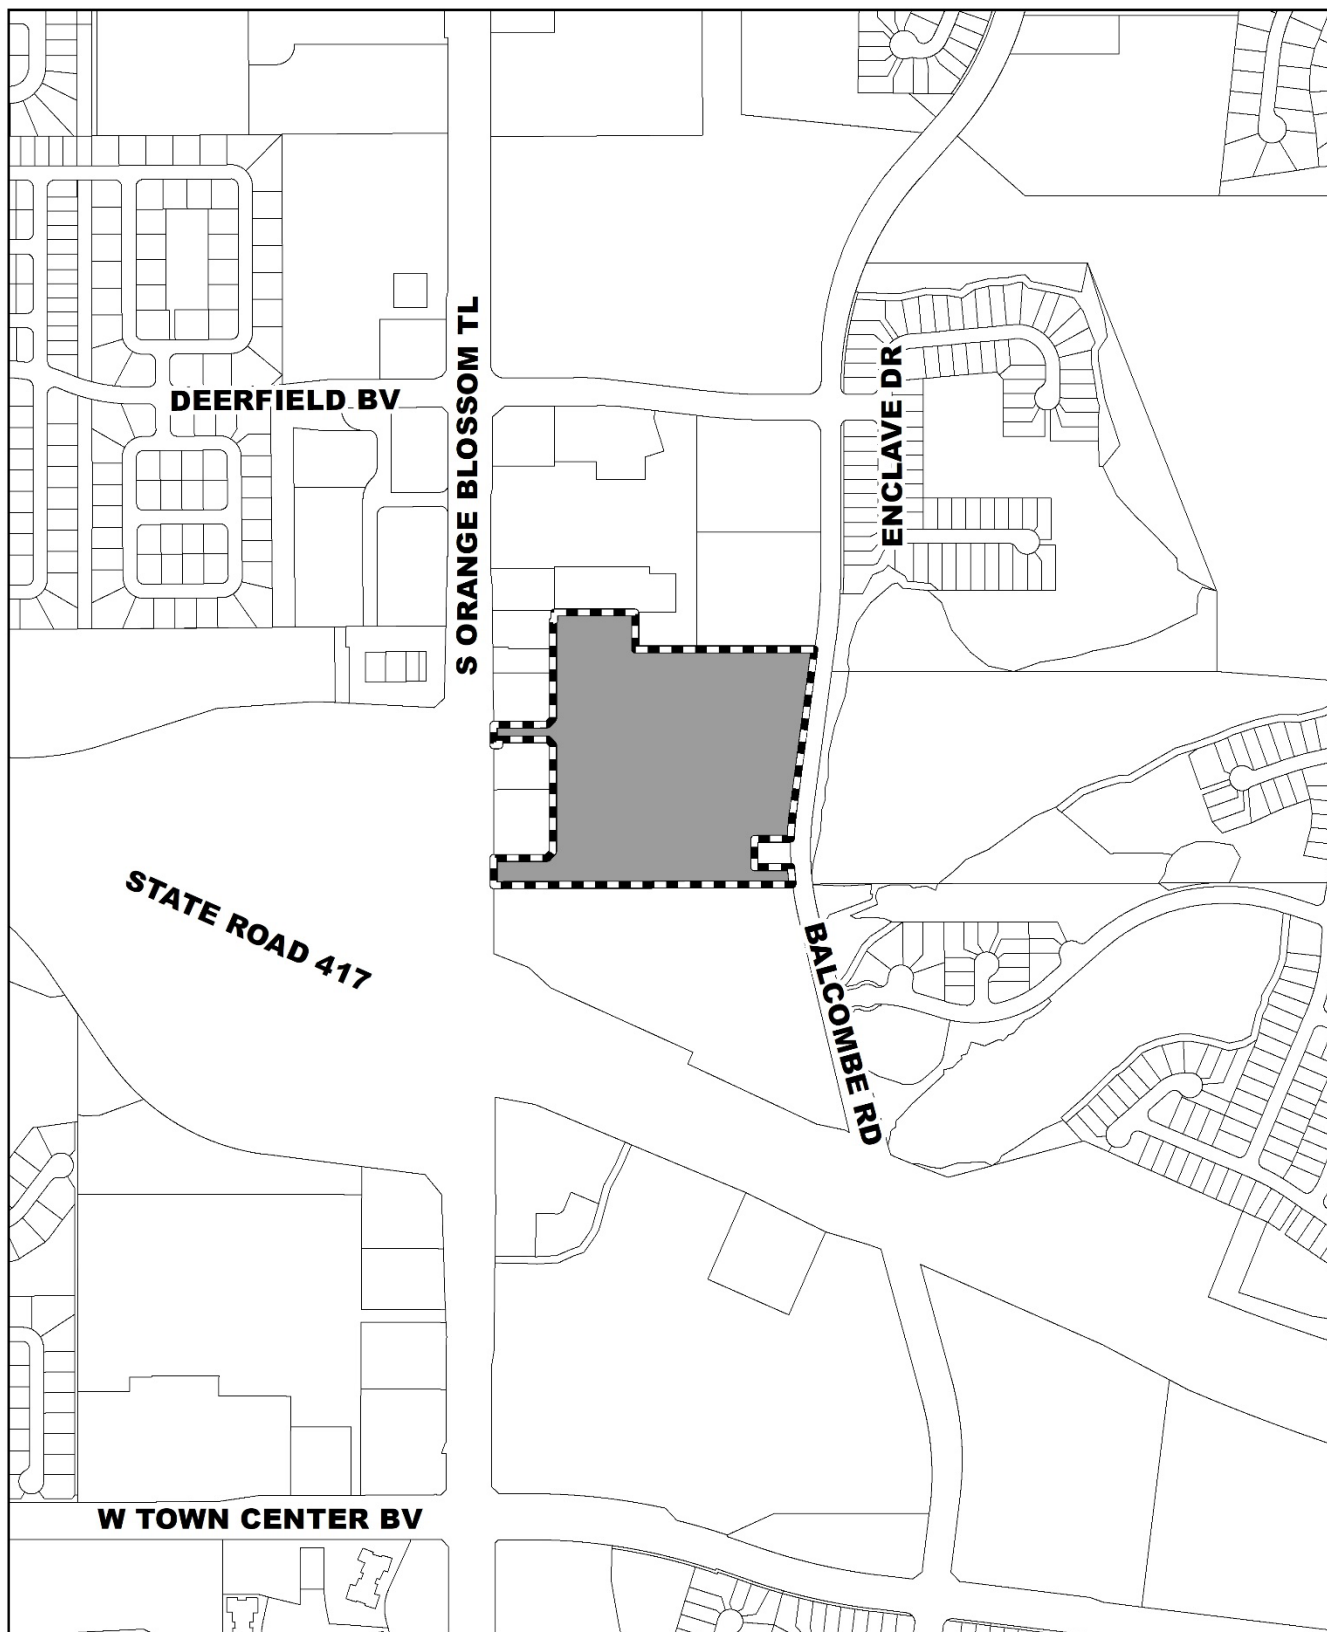 S ORANGE BLOSSOM TL
DEERFIELD BV
ENCLAVE DR
STATE ROAD 417
BALCOMBE RD
W TOWN CENTER BV